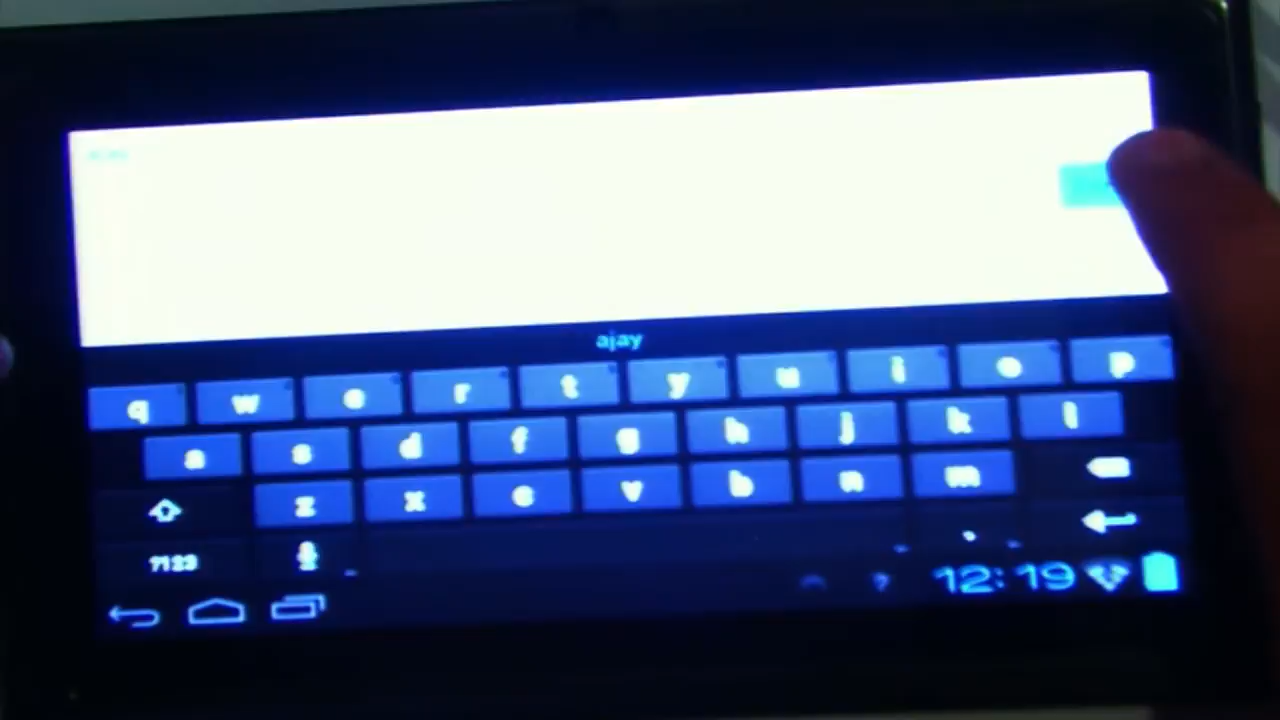 ajay
q w e r t y u i o p
a s d f g h j k l
z x c v b n m
?123
12:19